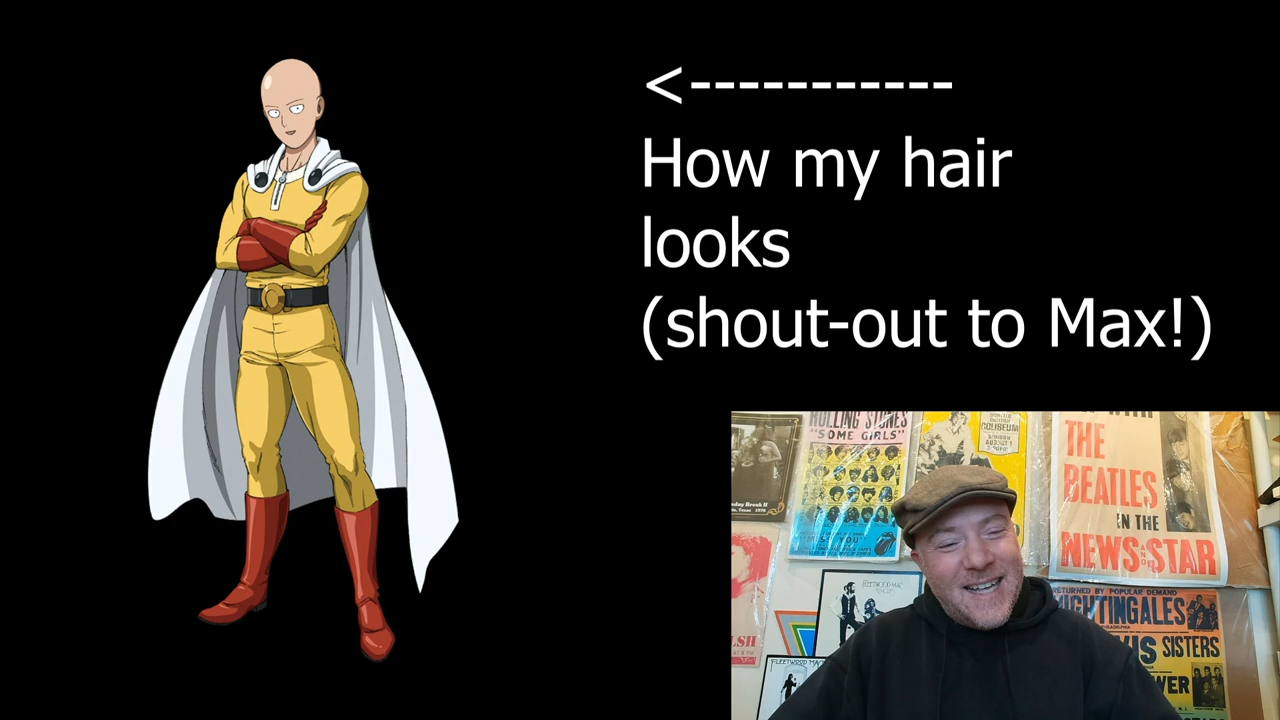 <-----------
How my hair
looks
(shout-out to Max!)
ROLLING STONES
"SOME GIRLS"
COLISEUM
THE
BEATLES
IN THE
NEWS AND STAR
FLEETWOOD MAC
RETURNED BY POPULAR DEMAND
NIGHTINGALES
SISTERS